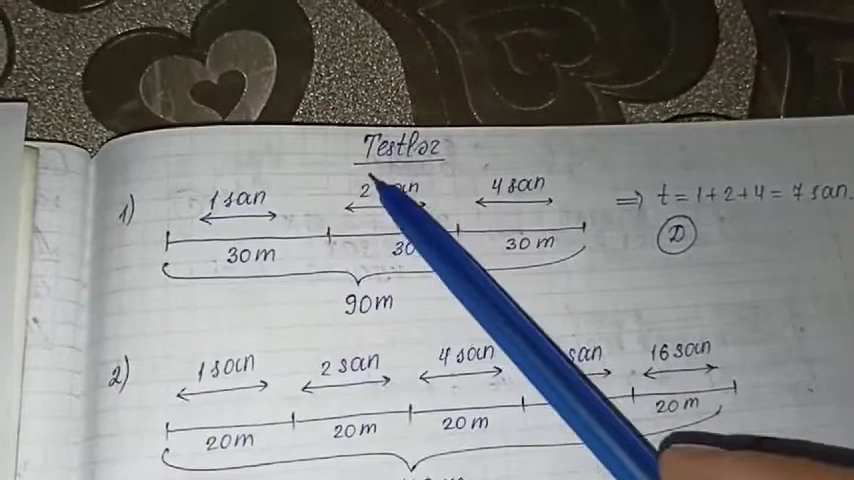 Testlər
1) 1 san 4 san ⇒ t = 1+2+4 = 7 san.
30 m 30 m D
90 m
2) 1 san 2 san 4 san 16 san
20 m 20 m 20 m 20 m